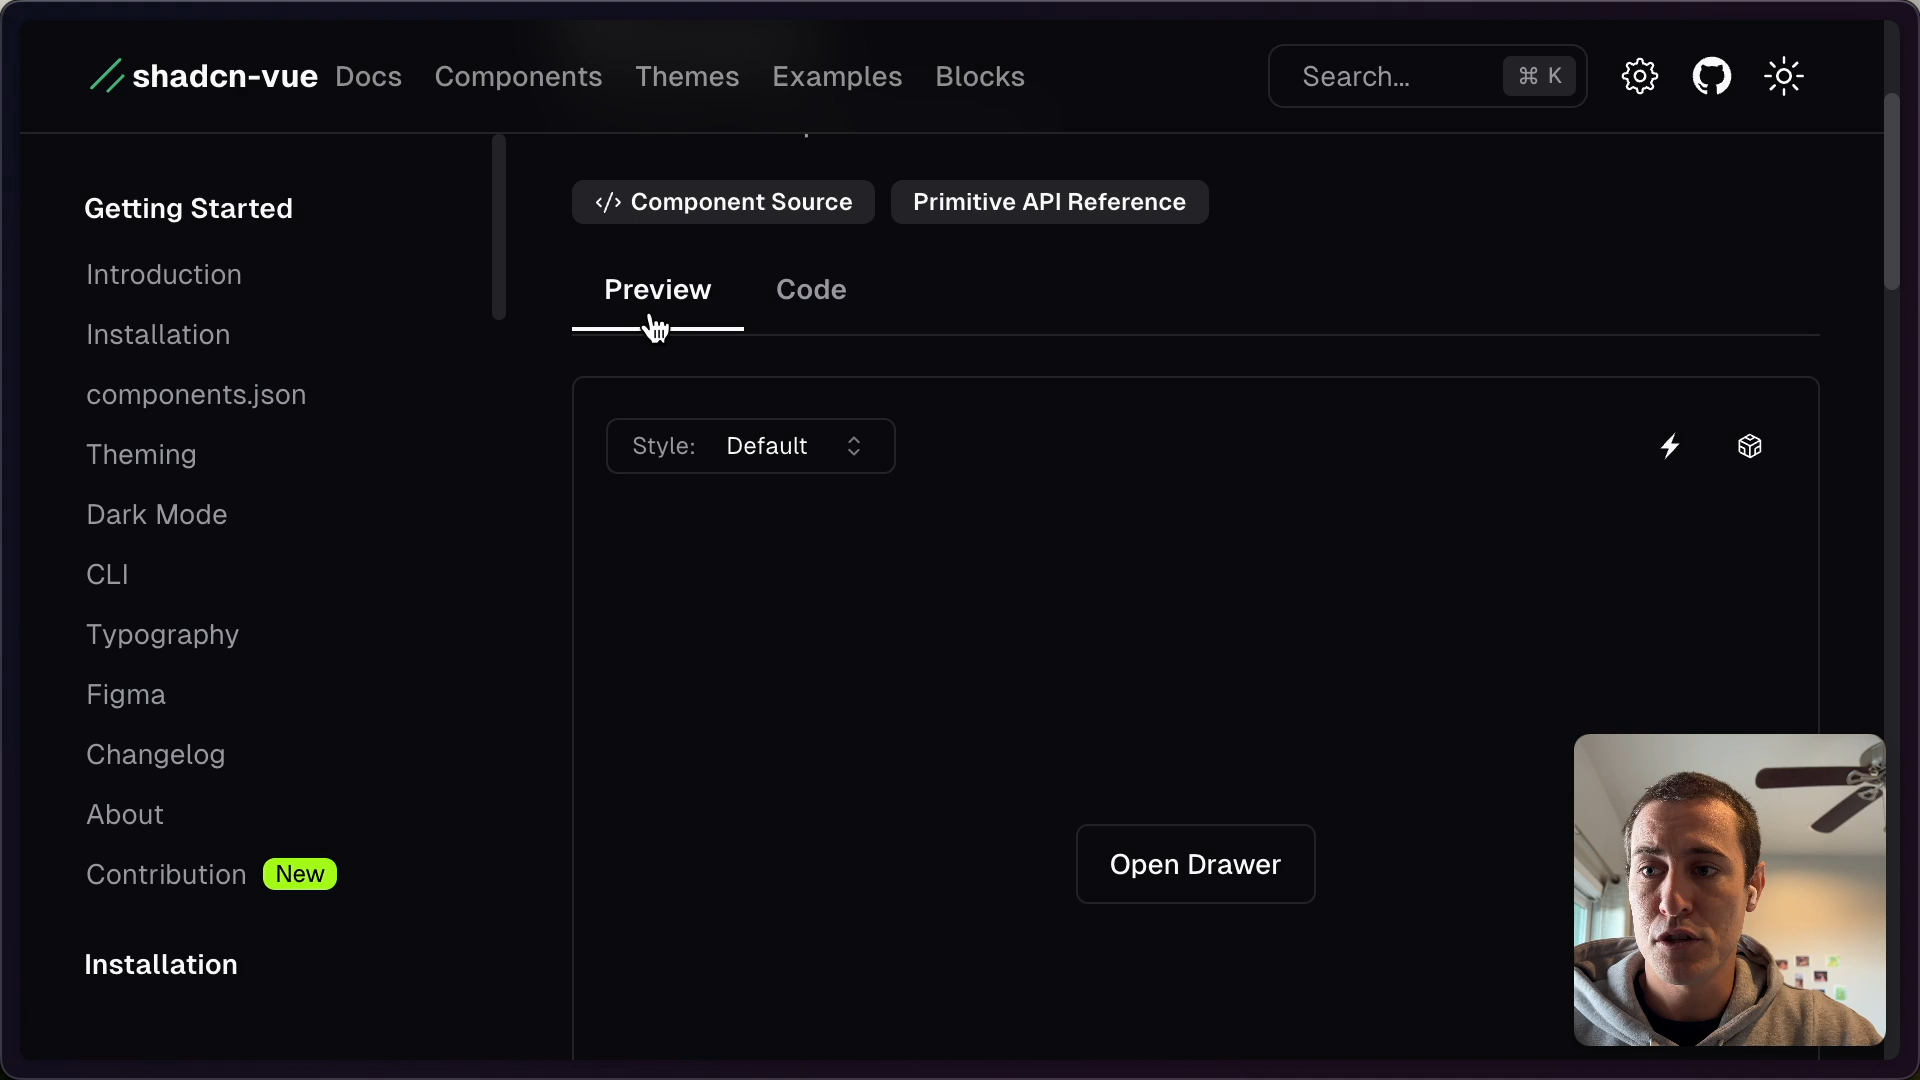 shadcn-vue Docs Components Themes Examples Blocks Search... ⌘ K
Getting Started
Introduction
Installation
components.json
Theming
Dark Mode
CLI
Typography
Figma
Changelog
About
Contribution New
Installation
</> Component Source Primitive API Reference
Preview Code
Style: Default
Open Drawer